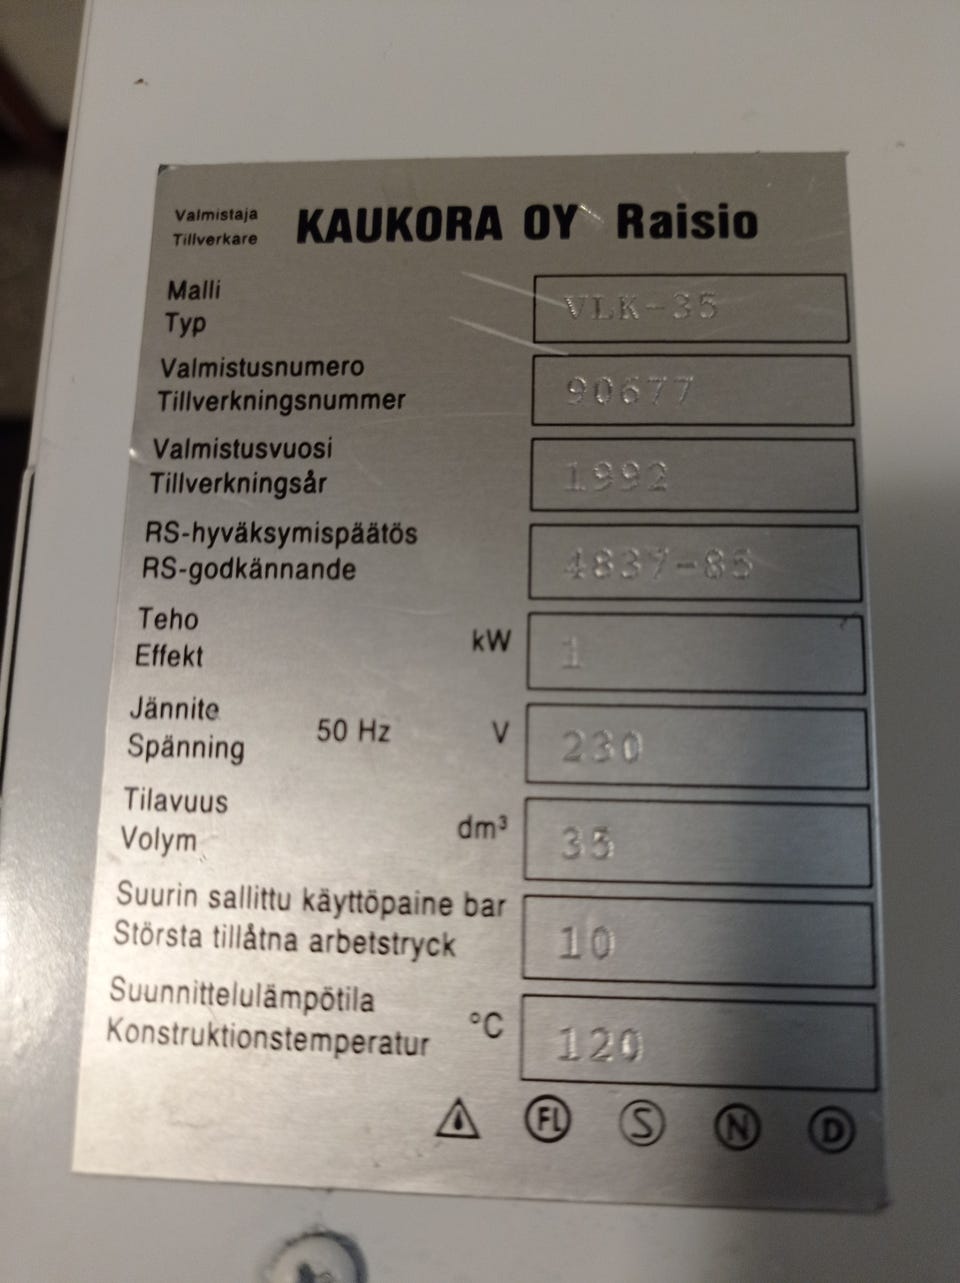 Valmistaja
Tillverkare
KAUKORA OY Raisio
Malli
Typ
VLK-35
Valmistusnumero
Tillverkningsnummer
90677
Valmistusvuosi
Tillverkningsår
1992
RS-hyväksymispäätös
RS-godkännande
4837-85
Teho
Effekt
kW
1
Jännite
Spänning
50 Hz
V
230
Tilavuus
Volym
dm³
35
Suurin sallittu käyttöpaine bar
Största tillåtna arbetstryck
10
Suunnittelulämpötila
Konstruktionstemperatur
°C
120
FI S N D